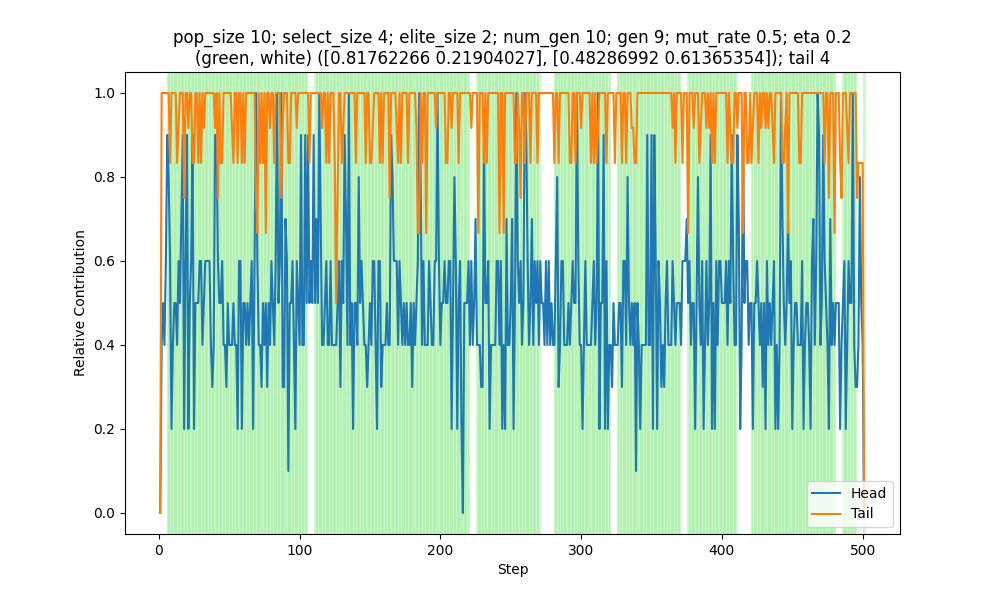 pop_size 10; select_size 4; elite_size 2; num_gen 10; gen 9; mut_rate 0.5; eta 0.2
(green, white) ([0.81762266 0.21904027], [0.48286992 0.61365354]); tail 4
1.0
0.8
0.6
0.4
0.2
0.0
Relative Contribution
Head
Tail
0
100
200
300
400
500
Step